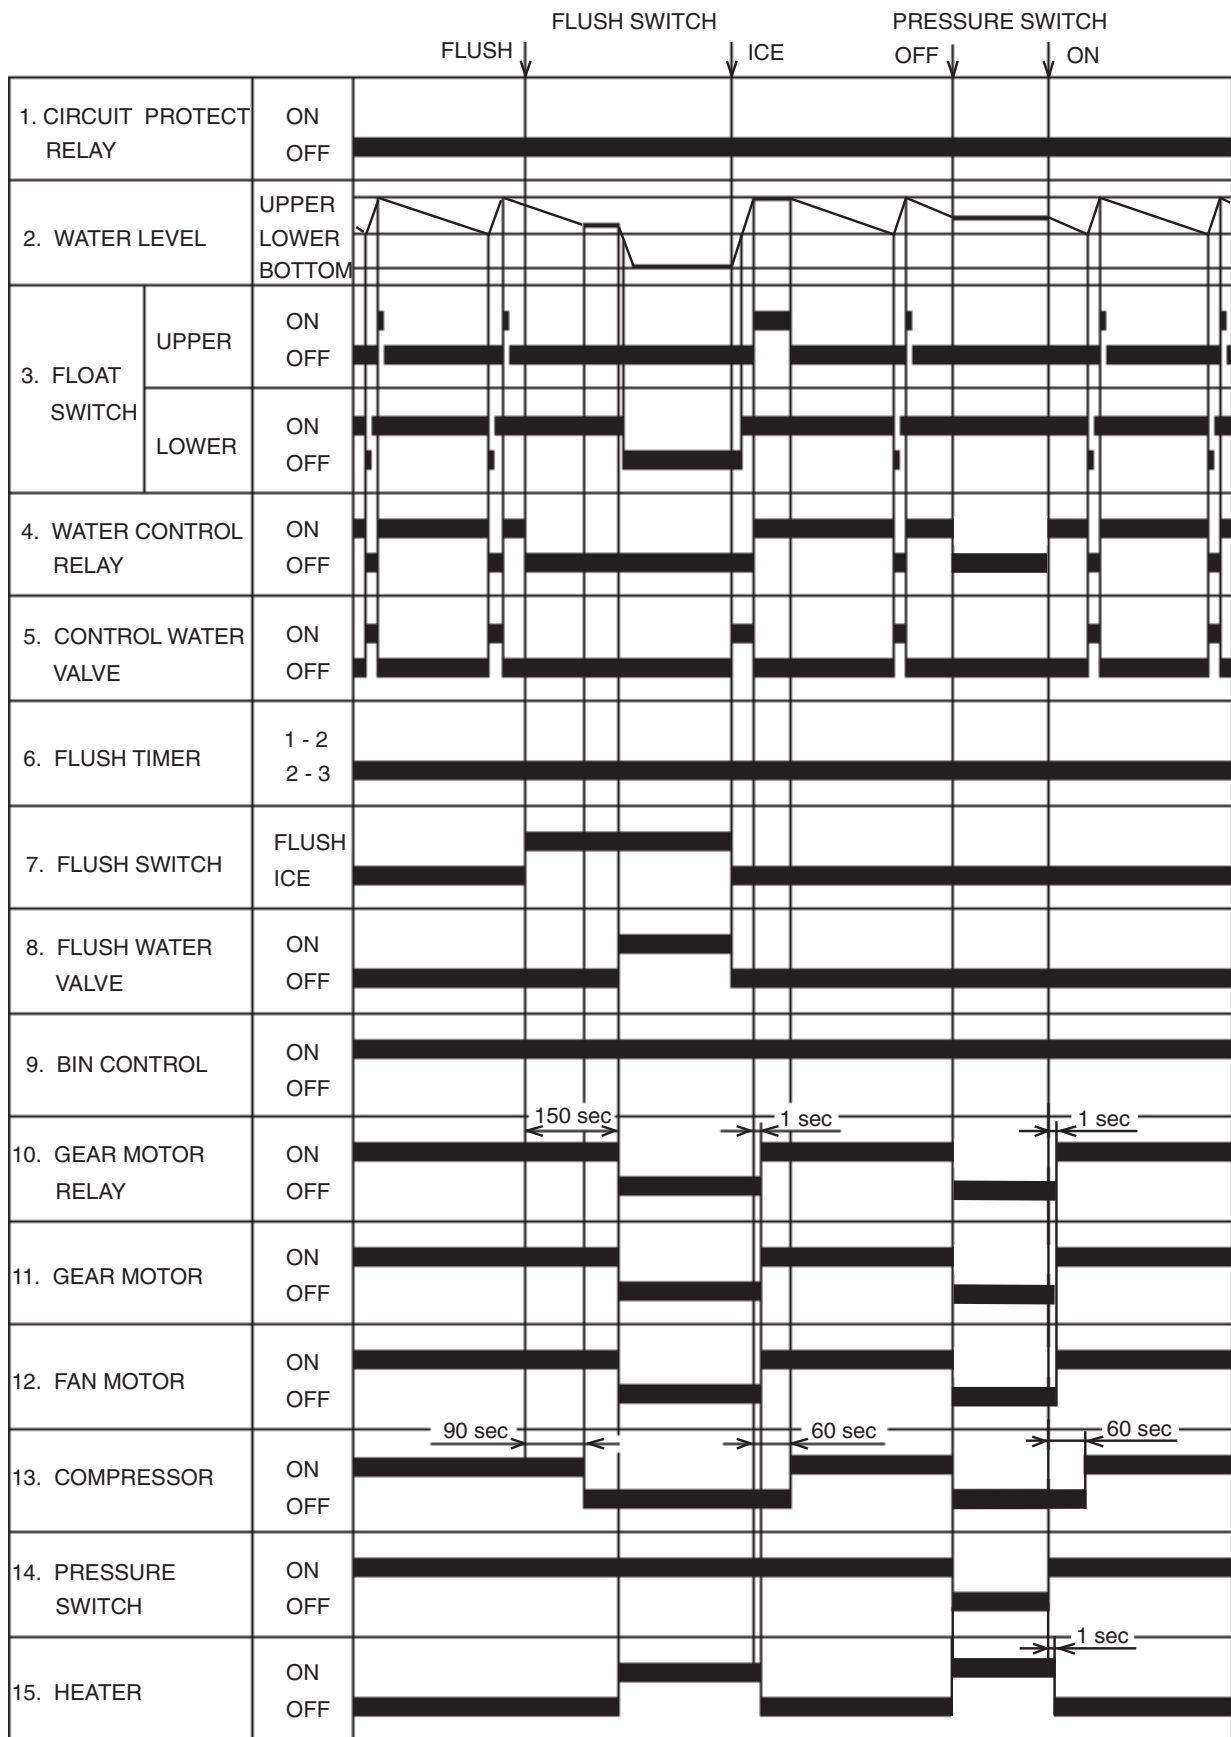 FLUSH SWITCH PRESSURE SWITCH
FLUSH ICE OFF ON
1. CIRCUIT PROTECT ON
RELAY OFF
UPPER
2. WATER LEVEL LOWER
BOTTOM
ON
UPPER OFF
3. FLOAT
SWITCH ON
LOWER OFF
4. WATER CONTROL ON
RELAY OFF
5. CONTROL WATER ON
VALVE OFF
1 - 2
6. FLUSH TIMER
2 - 3
FLUSH
7. FLUSH SWITCH
ICE
8. FLUSH WATER ON
VALVE OFF
ON
9. BIN CONTROL
OFF
150 sec 1 sec 1 sec
10. GEAR MOTOR ON
RELAY OFF
ON
11. GEAR MOTOR
OFF
ON
12. FAN MOTOR
OFF
90 sec 60 sec 60 sec
ON
13. COMPRESSOR
OFF
14. PRESSURE ON
SWITCH OFF
1 sec
ON
15. HEATER
OFF